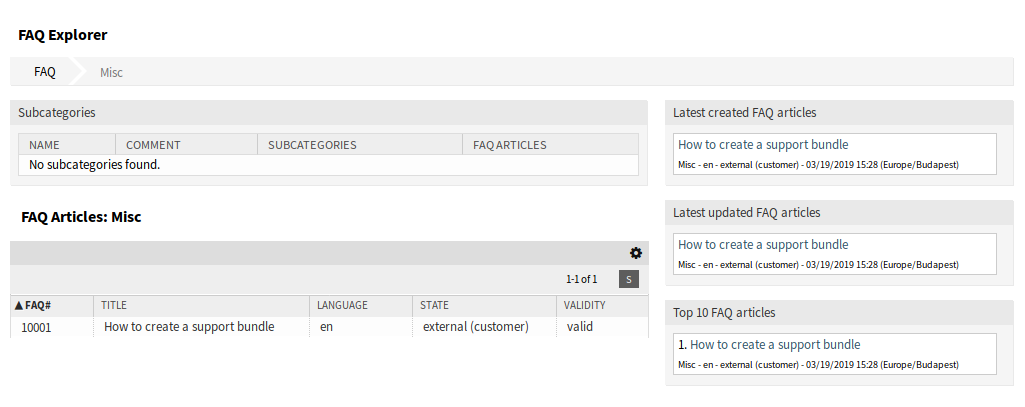 FAQ Explorer
FAQ Misc
Subcategories
NAME COMMENT SUBCATEGORIES FAQ ARTICLES
No subcategories found.
FAQ Articles: Misc
1-1 of 1 S
▲ FAQ# TITLE LANGUAGE STATE VALIDITY
10001 How to create a support bundle en external (customer) valid
Latest created FAQ articles
How to create a support bundle
Misc - en - external (customer) - 03/19/2019 15:28 (Europe/Budapest)
Latest updated FAQ articles
How to create a support bundle
Misc - en - external (customer) - 03/19/2019 15:28 (Europe/Budapest)
Top 10 FAQ articles
1. How to create a support bundle
Misc - en - external (customer) - 03/19/2019 15:28 (Europe/Budapest)